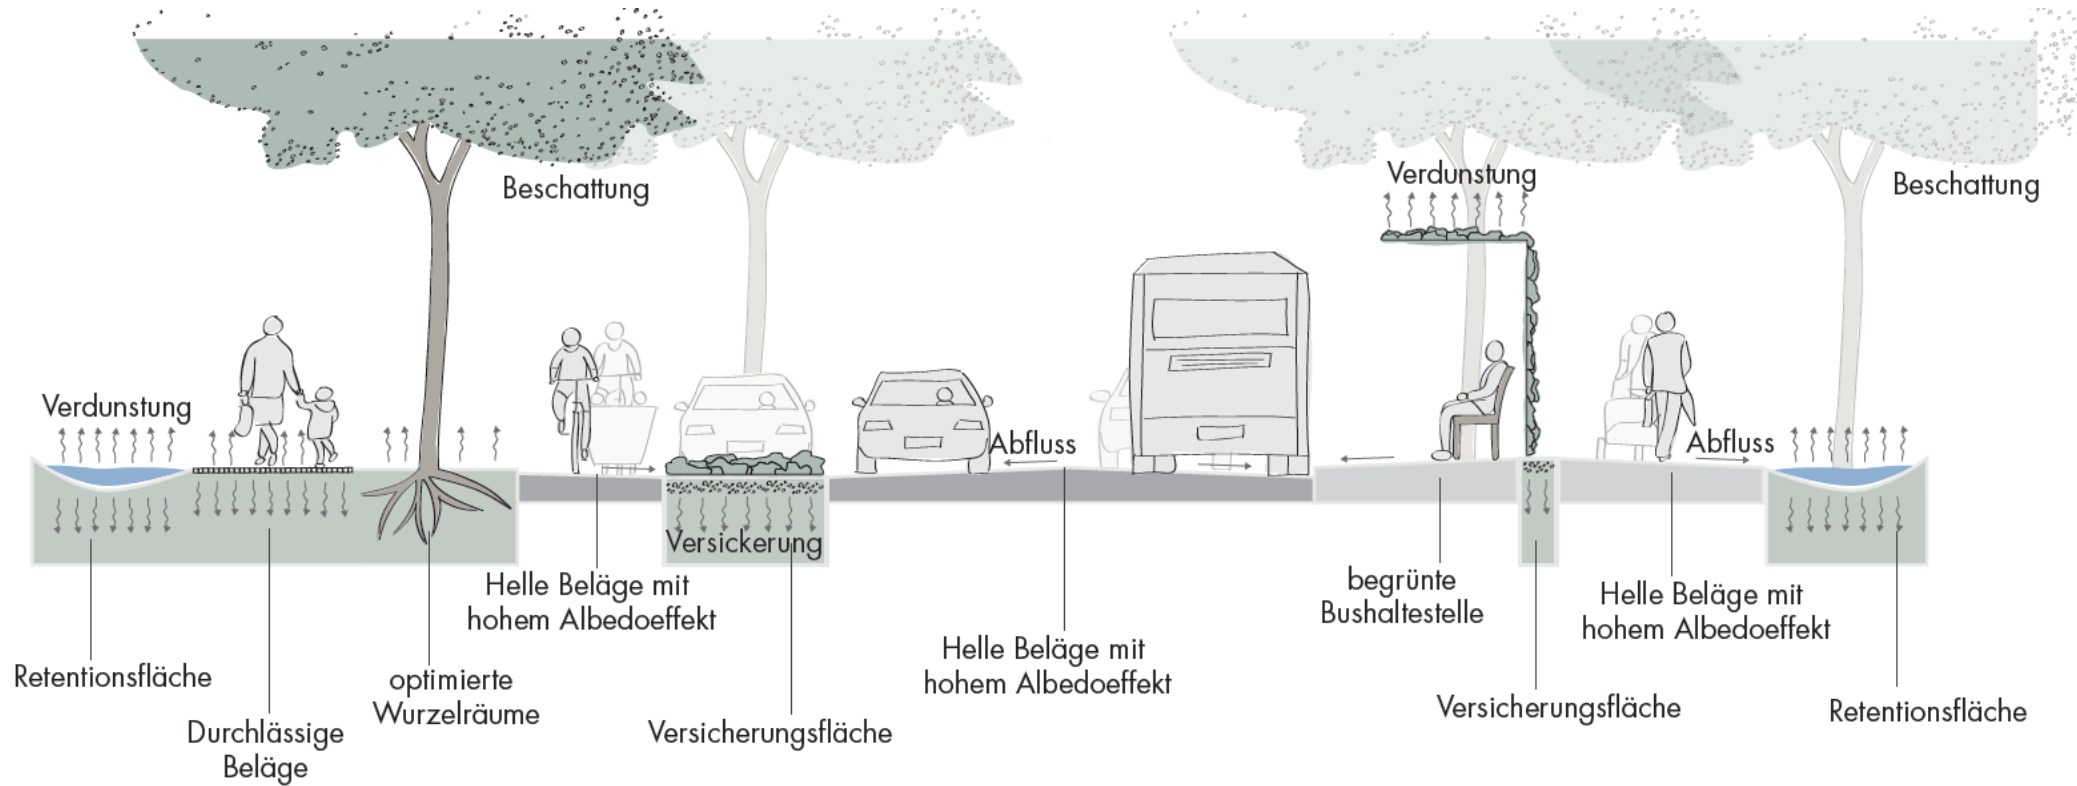 Beschattung
Verdunstung
Beschattung
Verdunstung
Abfluss
Abfluss
Versickerung
Helle Beläge mit
hohem Albedoeffekt
begrünte
Bushaltestelle
Helle Beläge mit
hohem Albedoeffekt
Helle Beläge mit
hohem Albedoeffekt
Retentionsfläche
optimierte
Wurzelräume
Versicherungsfläche
Retentionsfläche
Durchlässige
Beläge
Versicherungsfläche